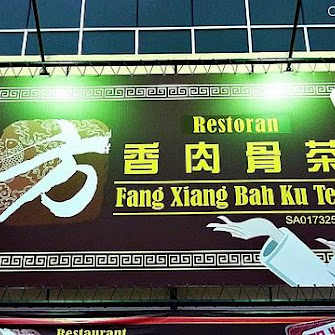 Restoran
方
香肉骨茶
Fang Xiang Bah Ku Te
SA017325
Restaurant